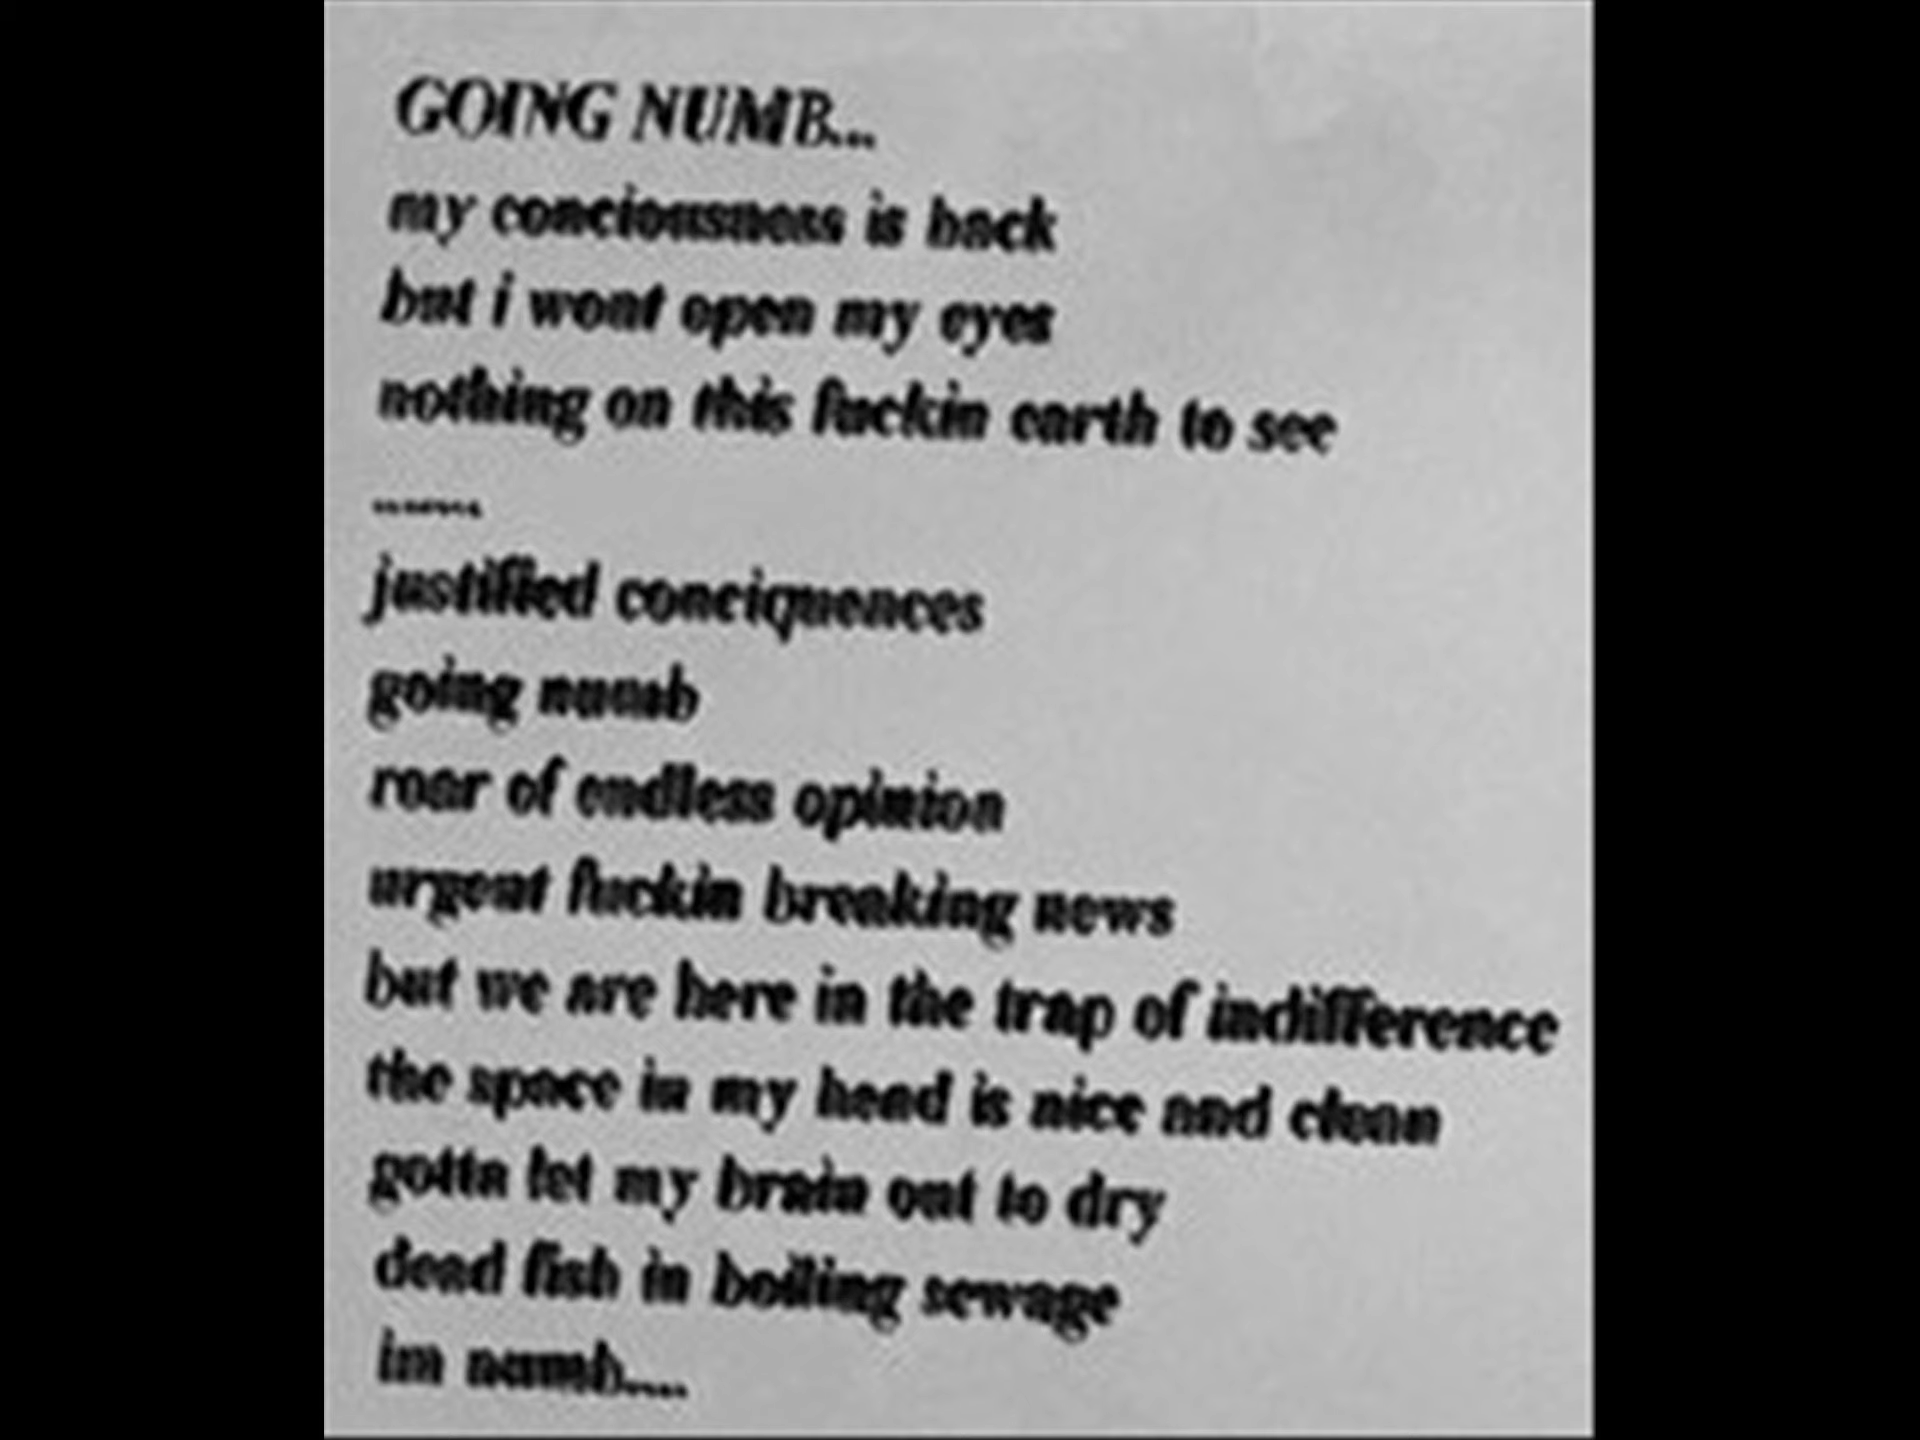 GOING NUMB...
my conciousness is back
but i wont open my eyes
nothing on this fuckin earth to see
........
justified conciquences
going numb
roar of endless opinion
urgent fuckin breaking news
but we are here in the trap of indifference
the space in my head is nice and clean
gotta let my brain out to dry
dead fish in boiling sewage
im numb....